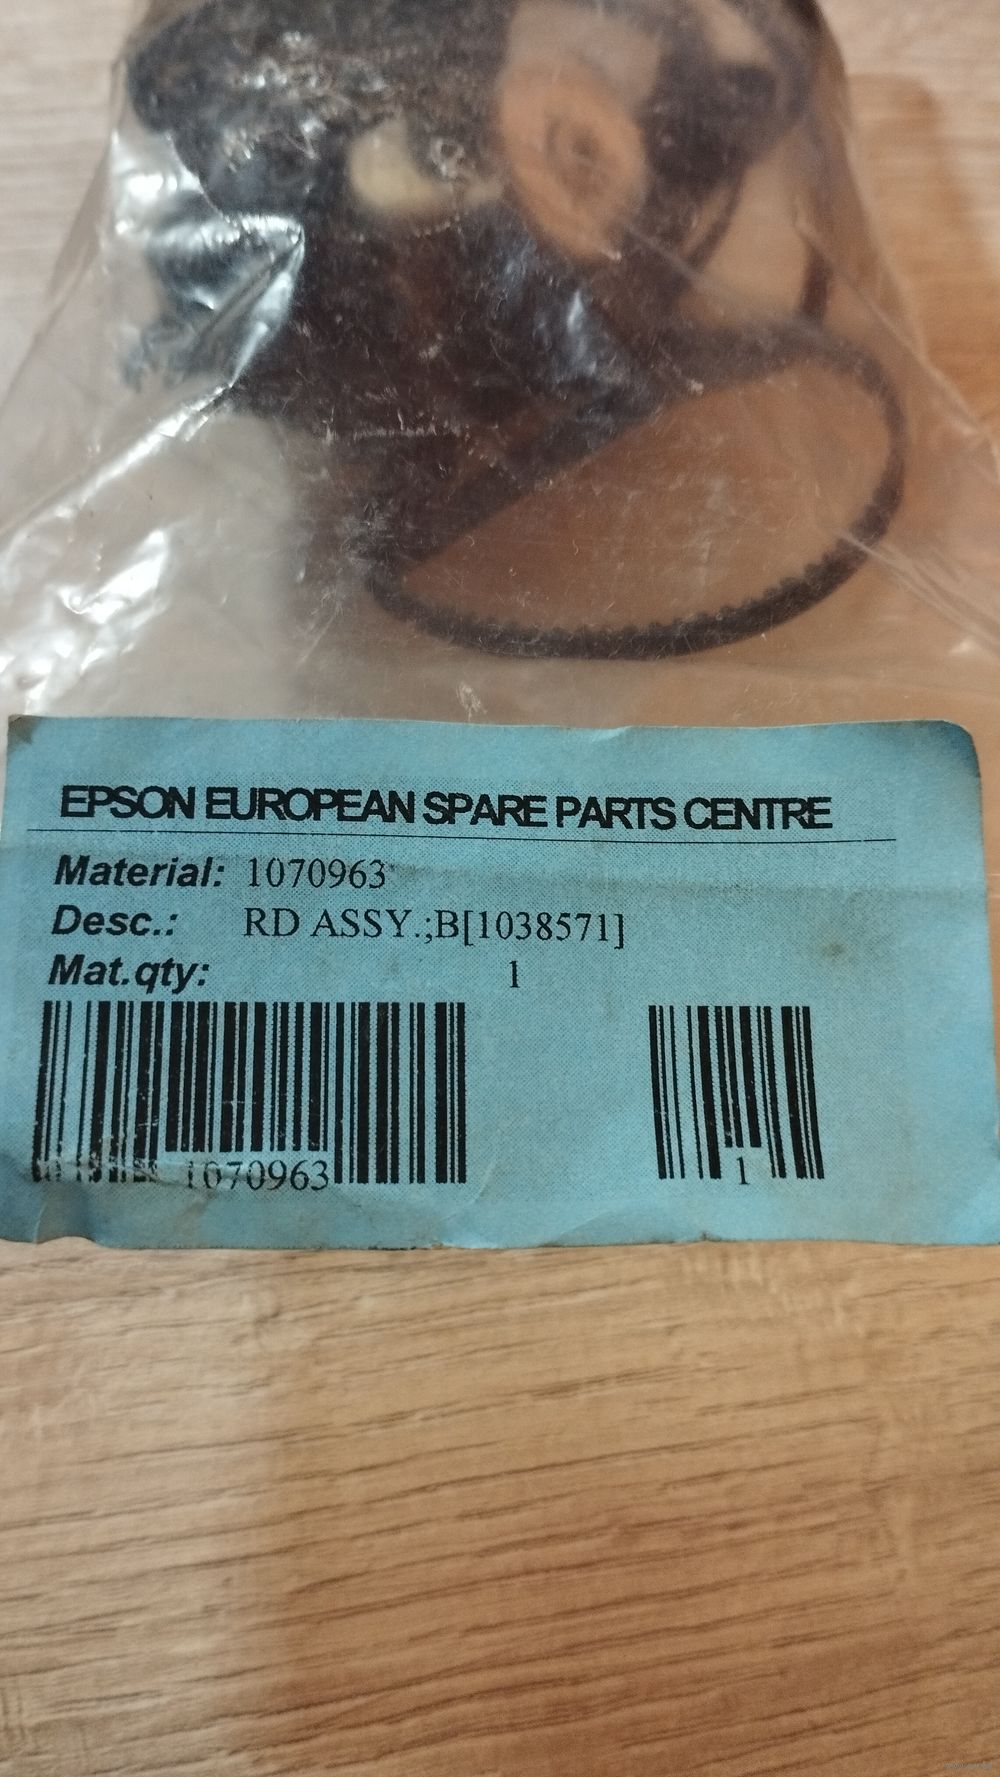 EPSON EUROPEAN SPARE PARTS CENTRE
Material: 1070963
Desc.: RD ASSY.;B[1038571]
Mat.qty: 1
1070963 1